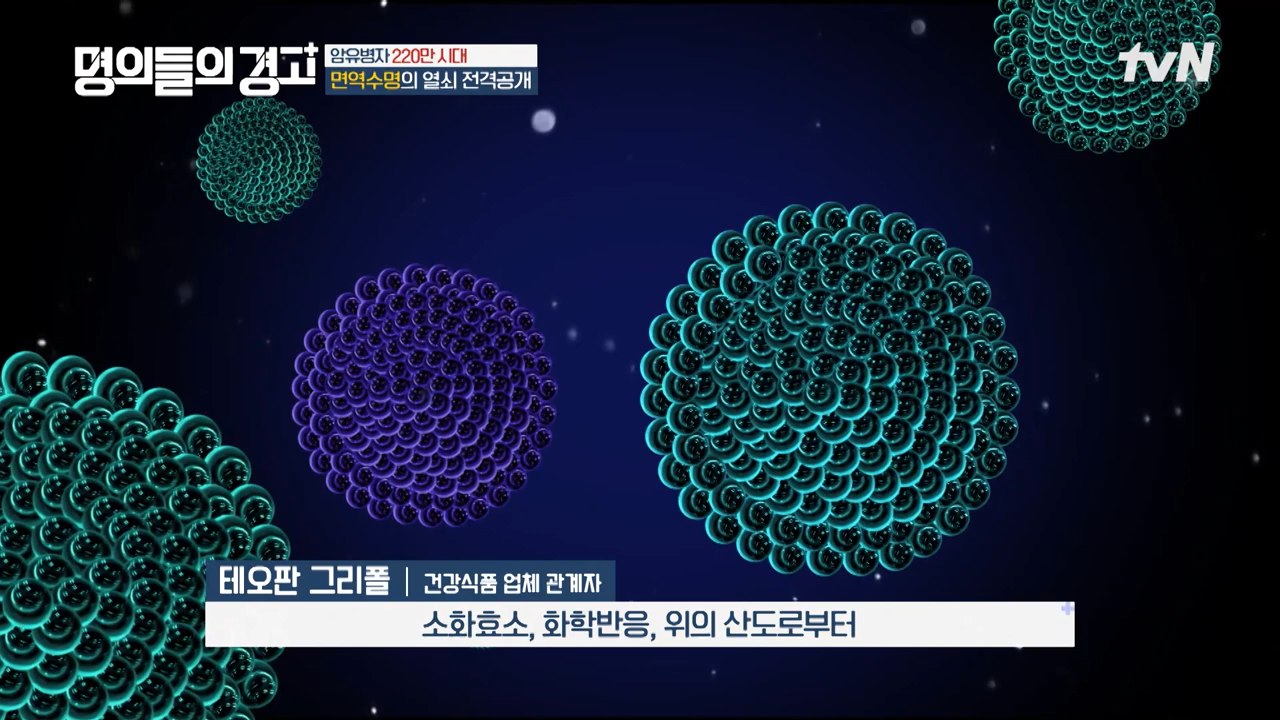 명의들의 경고+
암유병자 220만 시대
면역수명의 열쇠 전격공개
tvN
테오판 그리폴 | 건강식품 업체 관계자
소화효소, 화학반응, 위의 산도로부터